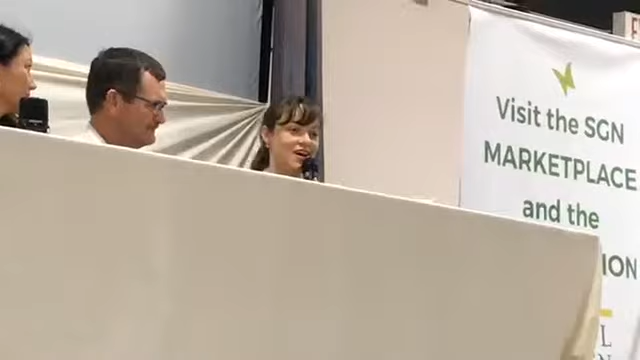 Visit the SGN
MARKETPLACE
and the
ION
L